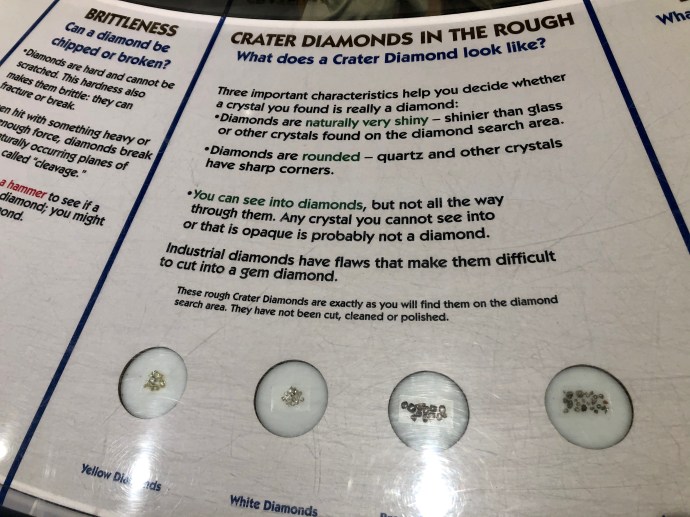 BRITTLENESS
Can a diamond be
chipped or broken?
•Diamonds are hard and cannot be
scratched. This hardness also
makes them brittle: they can
fracture or break.
hit with something heavy or
enough force, diamonds break
naturally occurring planes of
called "cleavage."
a hammer to see if a
diamond; you might
CRATER DIAMONDS IN THE ROUGH
What does a Crater Diamond look like?
Three important characteristics help you decide whether
a crystal you found is really a diamond:
•Diamonds are naturally very shiny – shinier than glass
or other crystals found on the diamond search area.
•Diamonds are rounded – quartz and other crystals
have sharp corners.
•You can see into diamonds, but not all the way
through them. Any crystal you cannot see into
or that is opaque is probably not a diamond.
Industrial diamonds have flaws that make them difficult
to cut into a gem diamond.
These rough Crater Diamonds are exactly as you will find them on the diamond
search area. They have not been cut, cleaned or polished.
Yellow Diamonds
White Diamonds